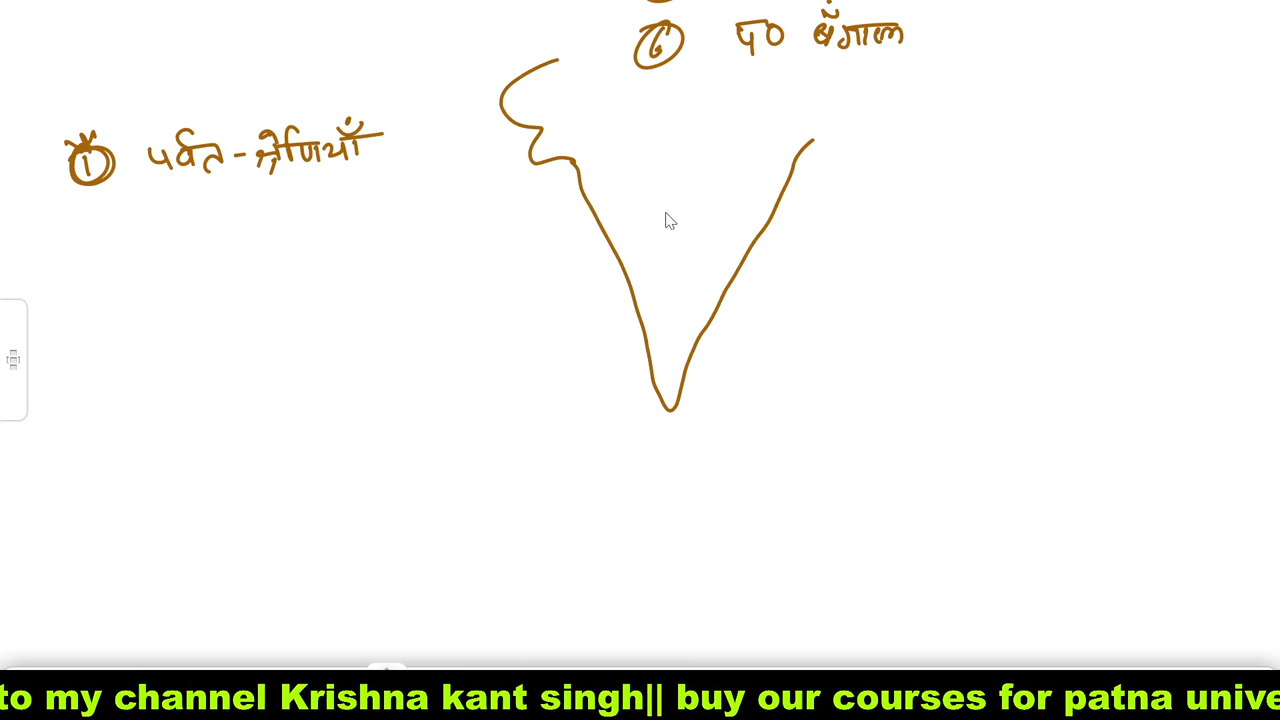 ⑥ प० बंगाल
① पर्वत-श्रेणियाँ
to my channel Krishna kant singh|| buy our courses for patna unive